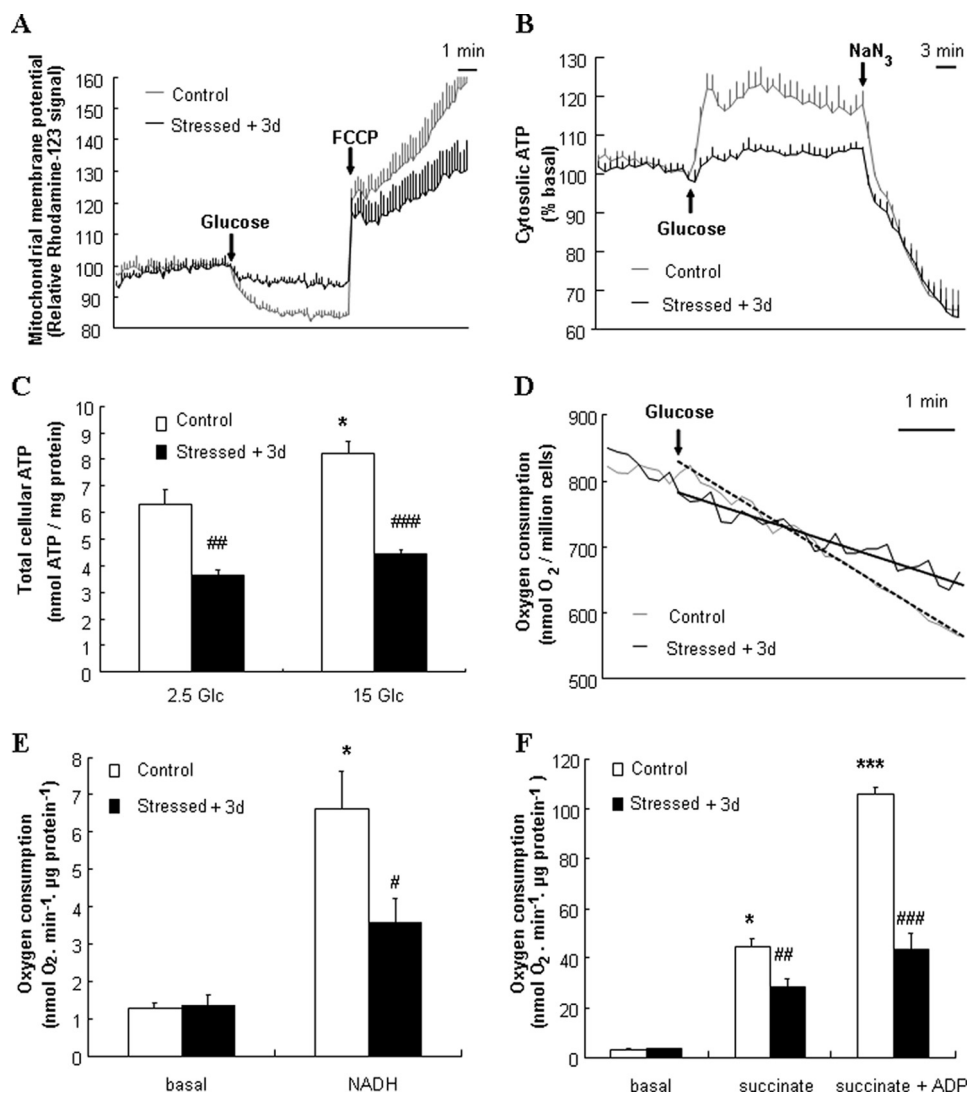 A
1 min
Mitochondrial membrane potential
(Relative Rhodamine-123 signal)
160
150
140
130
120
110
100
90
80
Control
Stressed + 3d
Glucose
FCCP
B
NaN3
3 min
Cytosolic ATP
(% basal)
130
120
110
100
90
80
70
60
Glucose
Control
Stressed + 3d
C
Total cellular ATP
(nmol ATP / mg protein)
10
9
8
7
6
5
4
3
2
1
0
Control
Stressed + 3d
##
*
###
2.5 Glc
15 Glc
D
1 min
Glucose
Oxygen consumption
(nmol O2 / million cells)
900
800
700
600
500
Control
Stressed + 3d
E
Oxygen consumption
(nmol O2 . min-1. µg protein-1)
8
7
6
5
4
3
2
1
0
Control
Stressed + 3d
*
#
basal
NADH
F
Oxygen consumption
(nmol O2 . min-1. µg protein-1)
120
100
80
60
40
20
0
Control
Stressed + 3d
*
##
***
###
basal
succinate
succinate + ADP